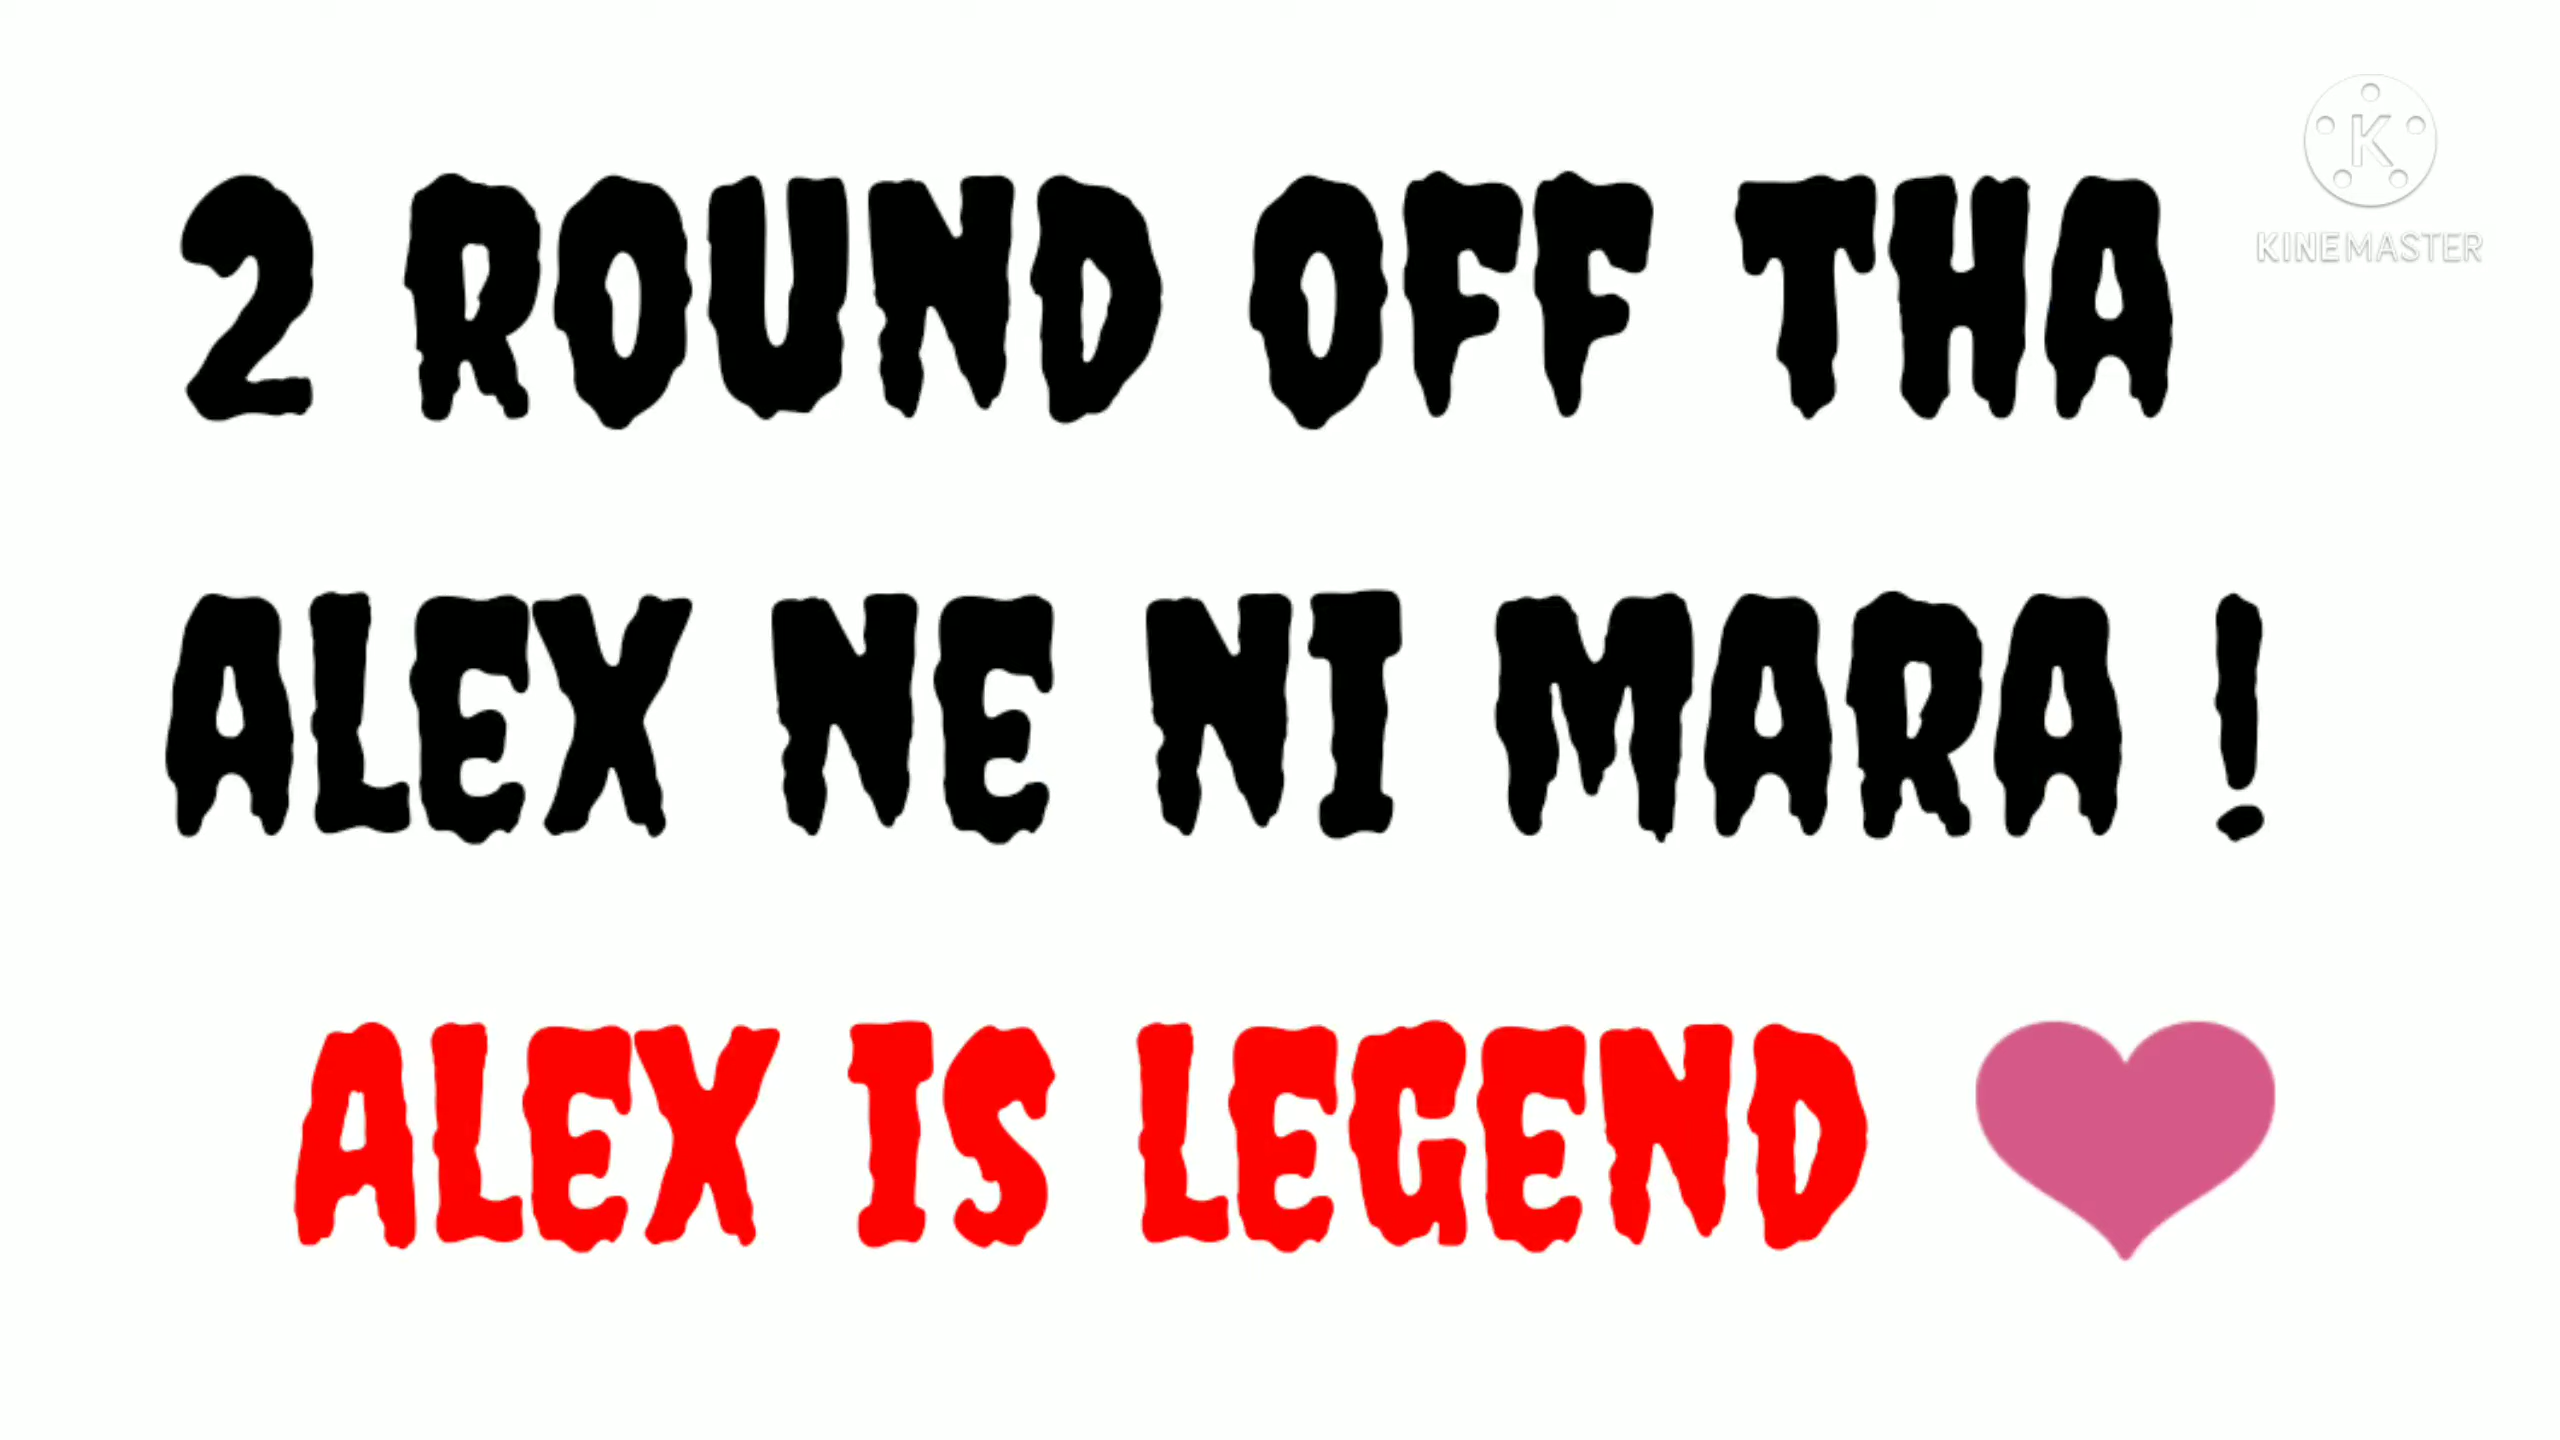 2 ROUND OFF THA
KINEMASTER
ALEX NE NI MARA !
ALEX IS LEGEND